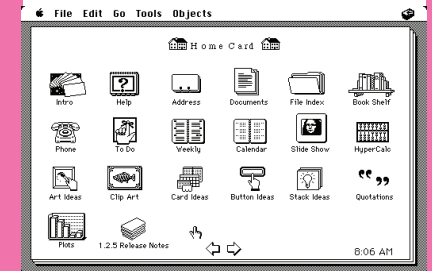 File Edit Go Tools Objects
Home Card
Intro Help Address Documents File Index Book Shelf
Phone To Do Weekly Calendar Slide Show HyperCalc
Art Ideas Clip Art Card Ideas Button Ideas Stack Ideas Quotations
Plots 1.2.5 Release Notes
8:06 AM